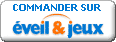 COMMANDER SUR
éveil & jeux